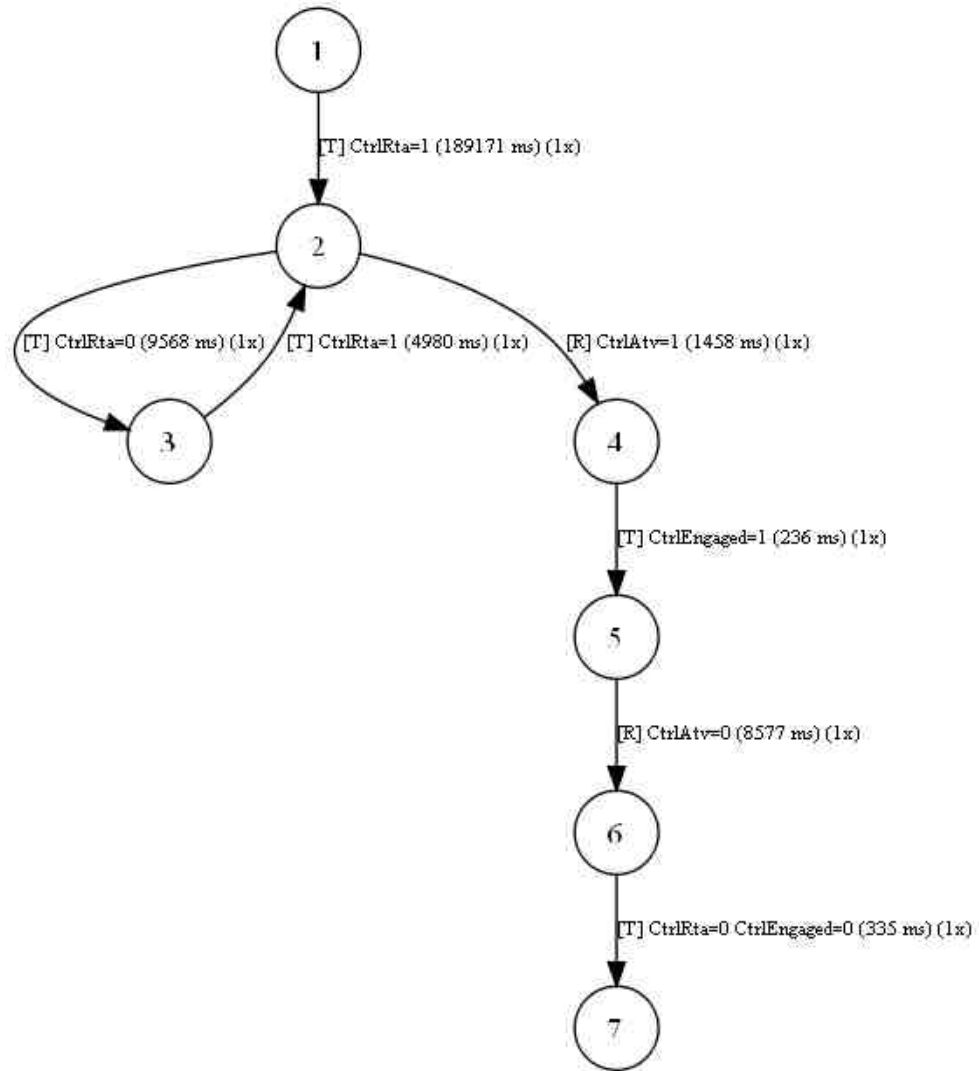 1
[T] CtrlRta=1 (189171 ms) (1x)
2
[T] CtrlRta=0 (9568 ms) (1x)
[T] CtrlRta=1 (4980 ms) (1x)
[R] CtrlAtv=1 (1458 ms) (1x)
3
4
[T] CtrlEngaged=1 (236 ms) (1x)
5
[R] CtrlAtv=0 (8577 ms) (1x)
6
[T] CtrlRta=0 CtrlEngaged=0 (335 ms) (1x)
7